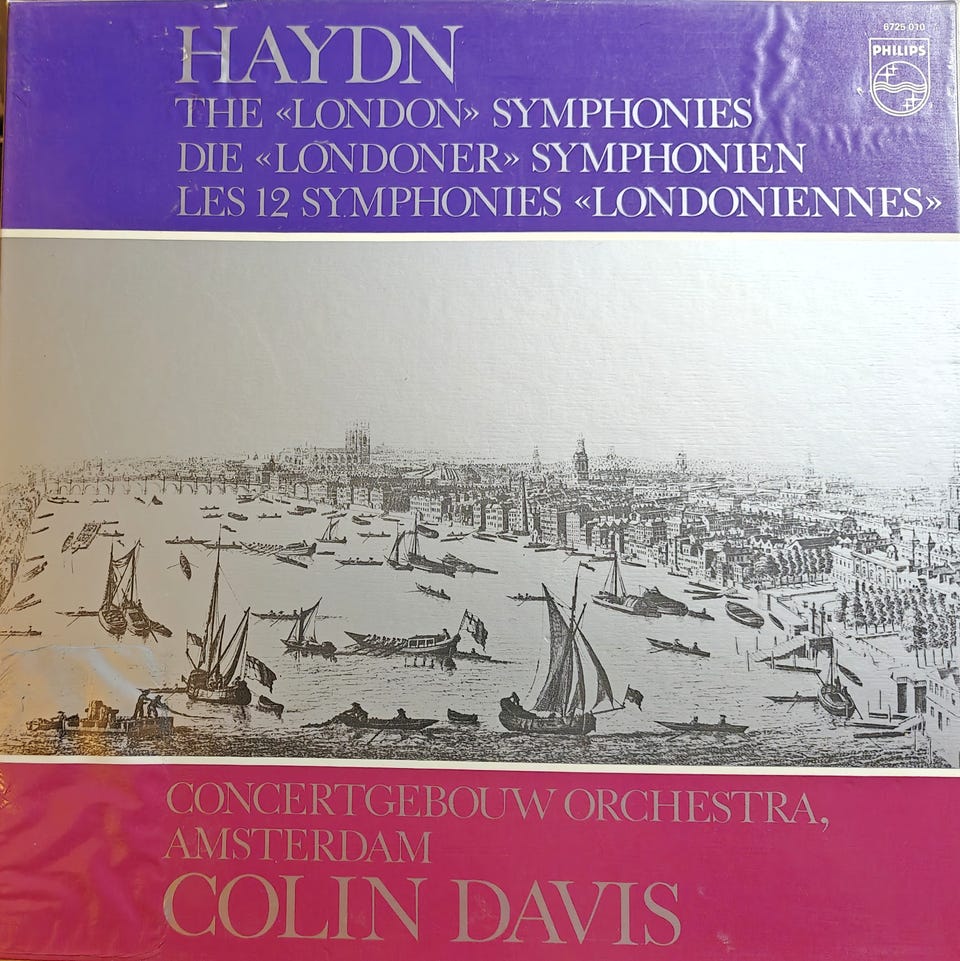 6725 010
PHILIPS
HAYDN
THE «LONDON» SYMPHONIES
DIE «LONDONER» SYMPHONIEN
LES 12 SYMPHONIES «LONDONIENNES»
CONCERTGEBOUW ORCHESTRA,
AMSTERDAM
COLIN DAVIS